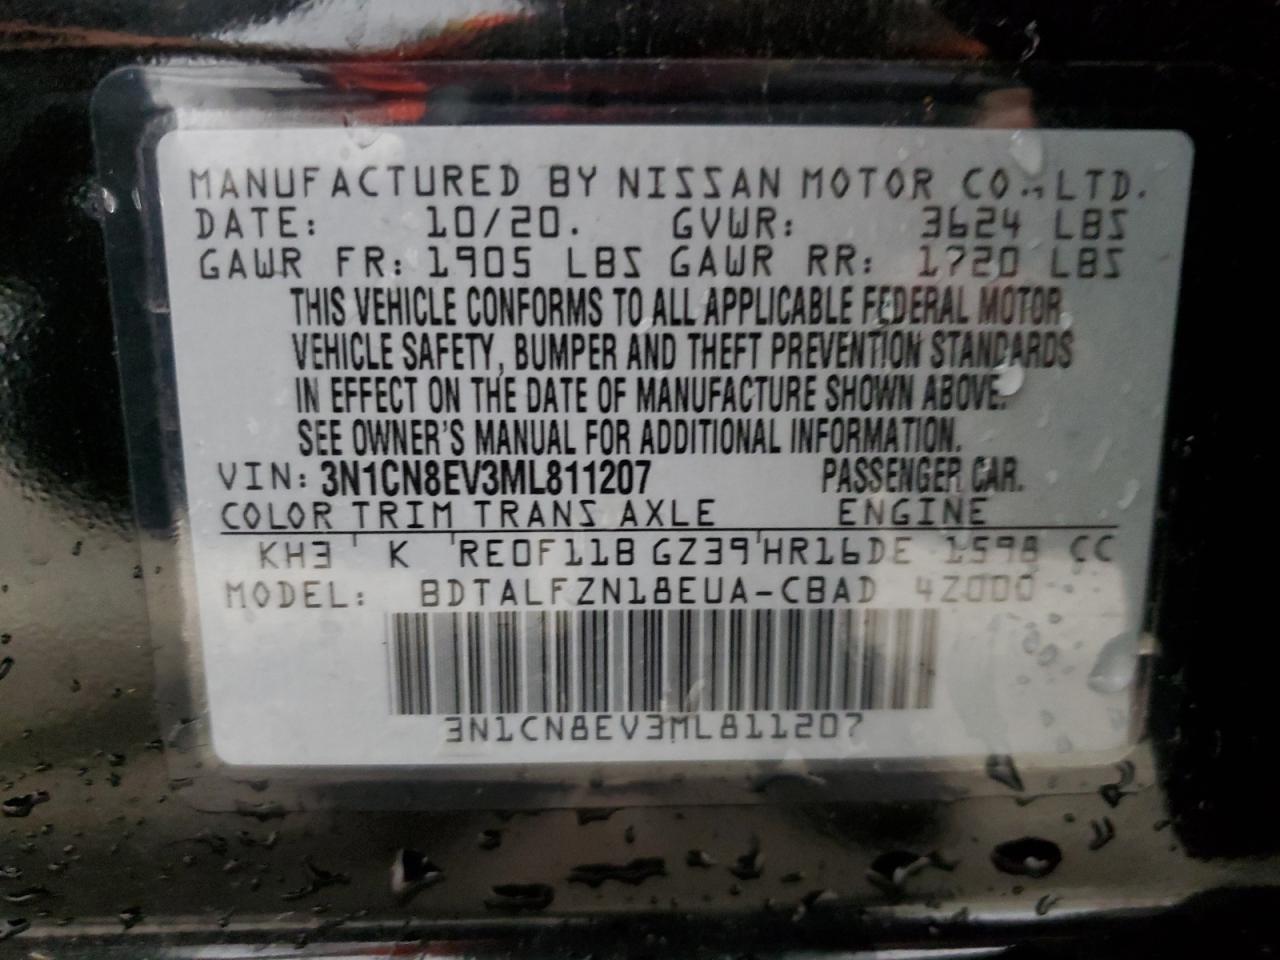 MANUFACTURED BY NISSAN MOTOR CO., LTD.
DATE: 10/20. GVWR: 3624 LBS
GAWR FR: 1905 LBS GAWR RR: 1720 LBS
THIS VEHICLE CONFORMS TO ALL APPLICABLE FEDERAL MOTOR
VEHICLE SAFETY, BUMPER AND THEFT PREVENTION STANDARDS
IN EFFECT ON THE DATE OF MANUFACTURE SHOWN ABOVE.
SEE OWNER'S MANUAL FOR ADDITIONAL INFORMATION.
VIN: 3N1CN8EV3ML811207 PASSENGER CAR.
COLOR TRIM TRANS AXLE ENGINE
KH3 K RE0F11B GZ39 HR16DE 1598 CC
MODEL: BDTALFZN18EUA-CBAD 4Z000
3N1CN8EV3ML811207